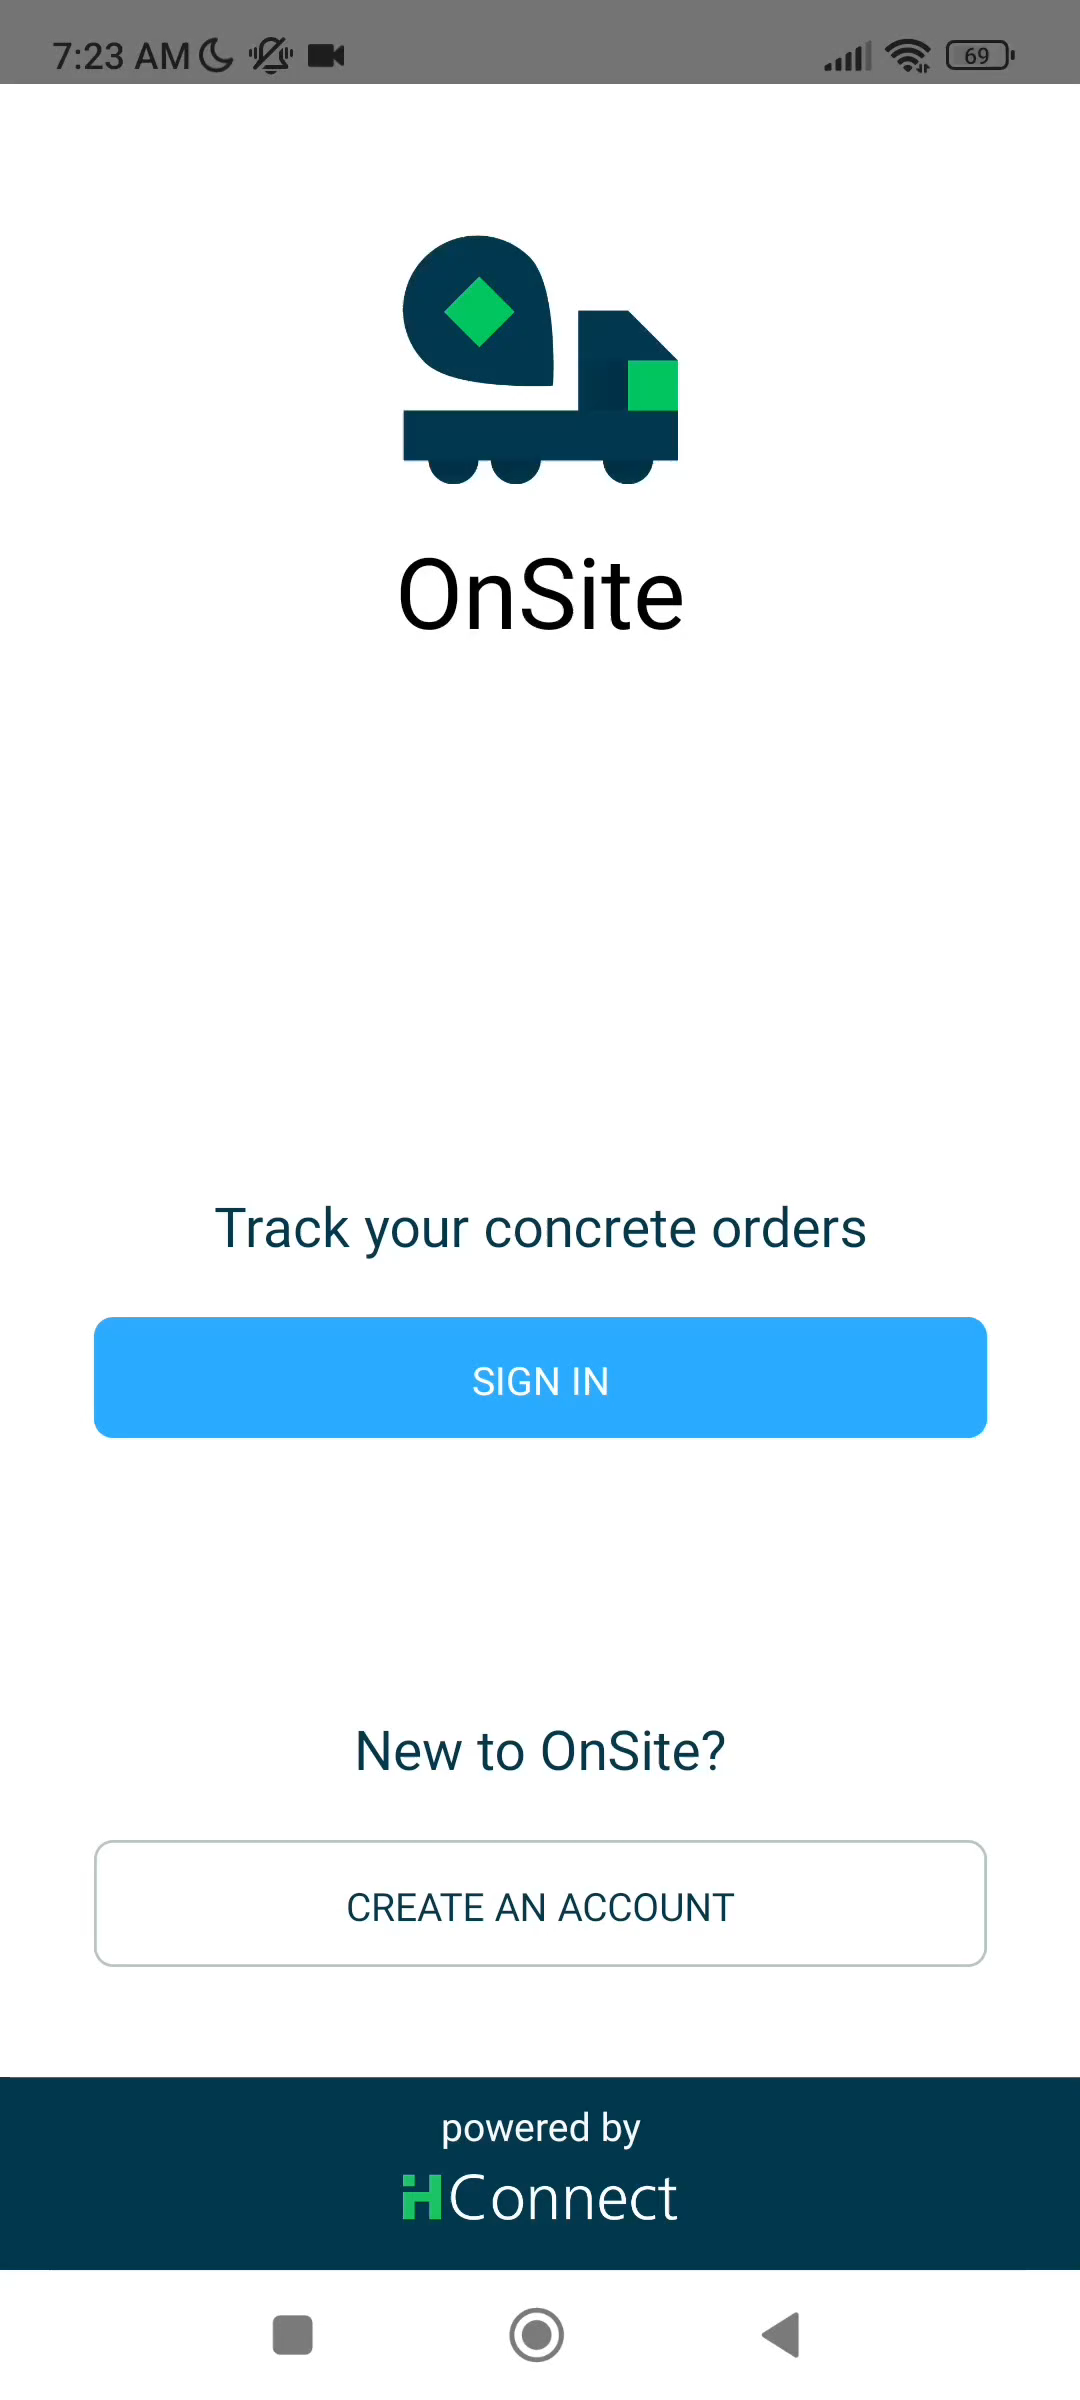 7:23 AM
69
OnSite
Track your concrete orders
SIGN IN
New to OnSite?
CREATE AN ACCOUNT
powered by
HConnect